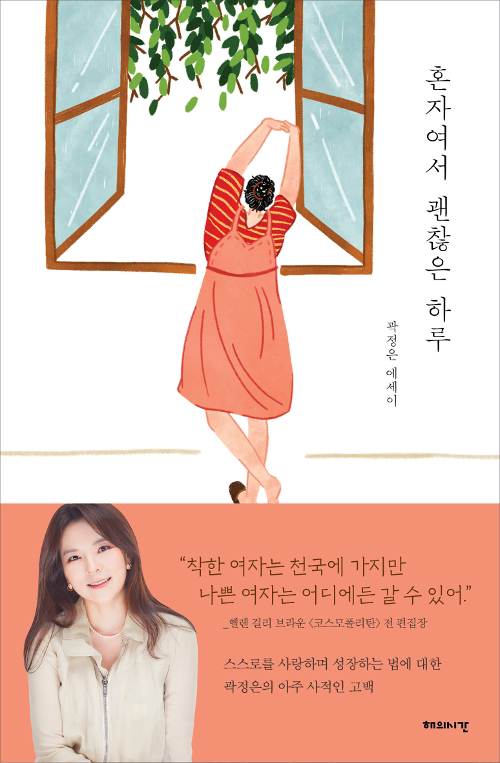 혼자여서 괜찮은 하루
곽정은 에세이
“착한 여자는 천국에 가지만
나쁜 여자는 어디에든 갈 수 있어.”
_헬렌 걸리 브라운 〈코스모폴리탄〉 전 편집장
스스로를 사랑하며 성장하는 법에 대한
곽정은의 아주 사적인 고백
해의시간